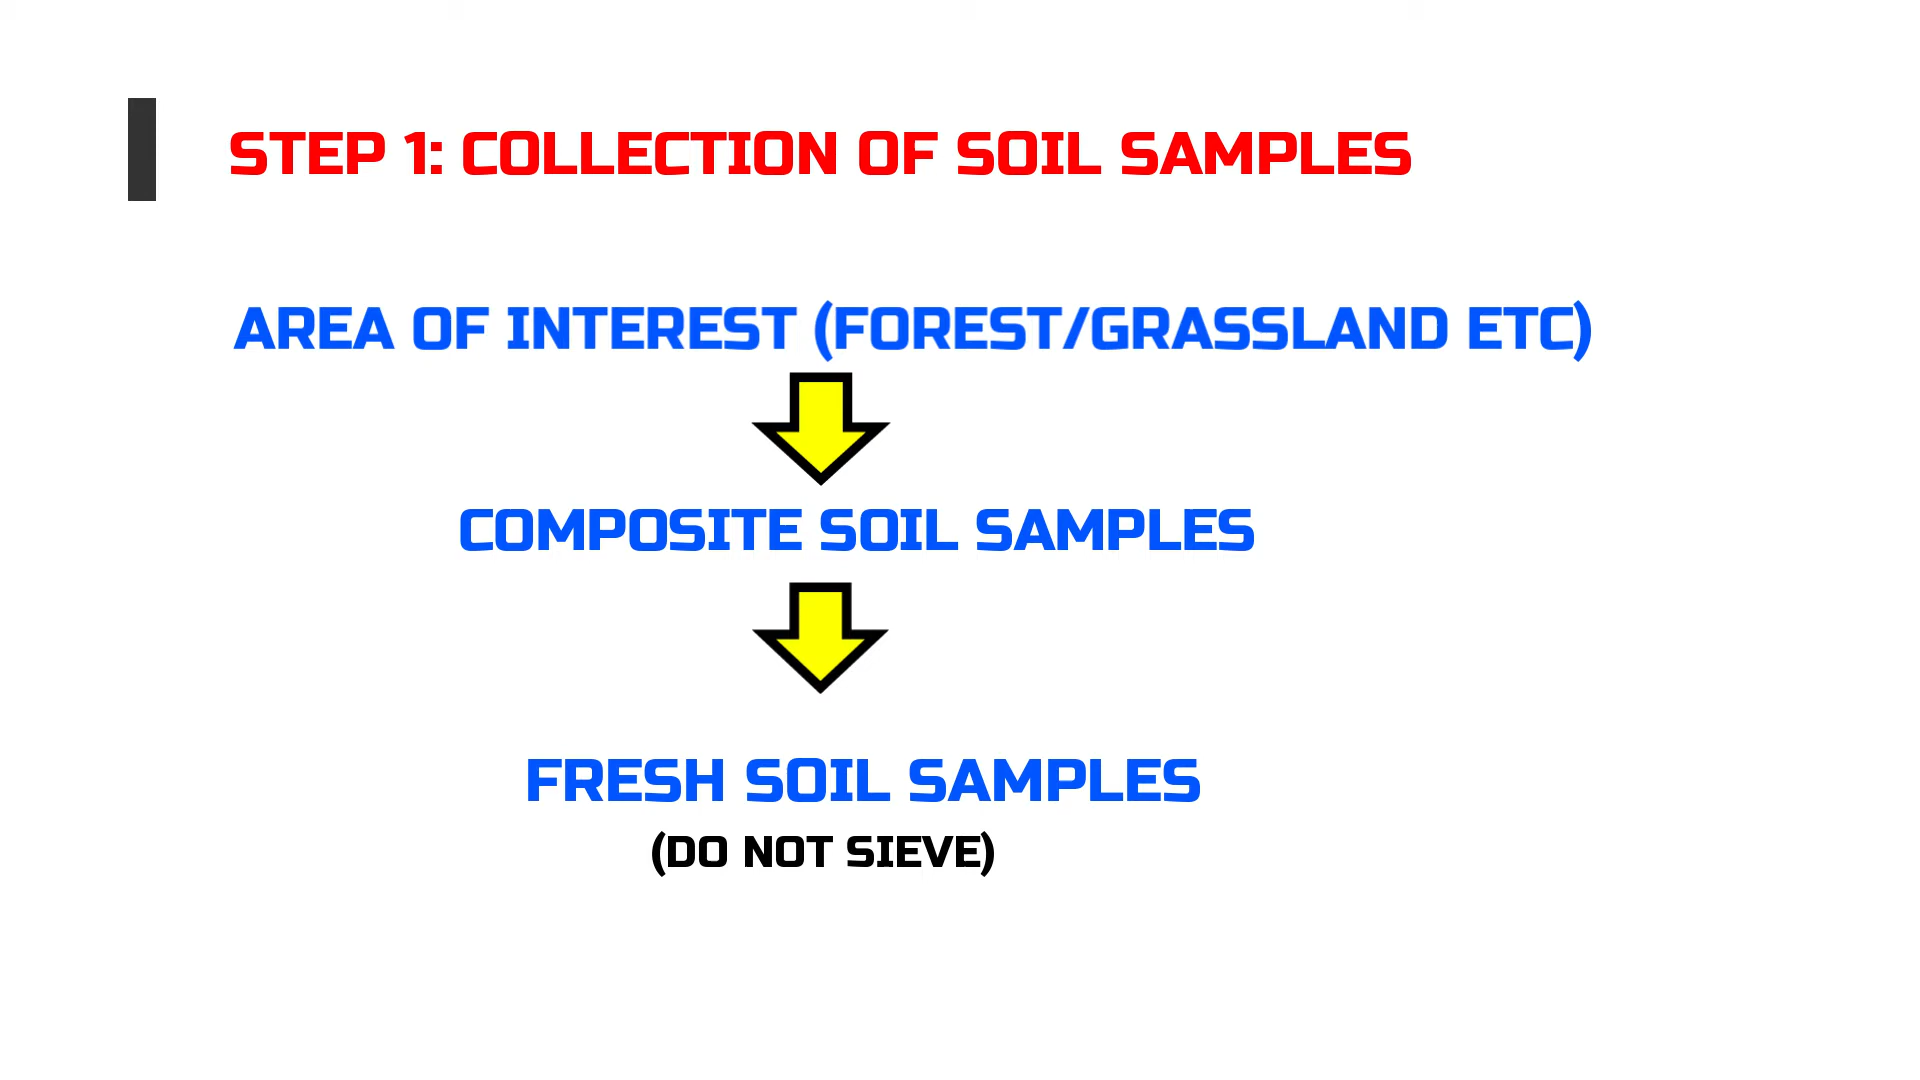 STEP 1: COLLECTION OF SOIL SAMPLES
AREA OF INTEREST (FOREST/GRASSLAND ETC)
COMPOSITE SOIL SAMPLES
FRESH SOIL SAMPLES
(DO NOT SIEVE)